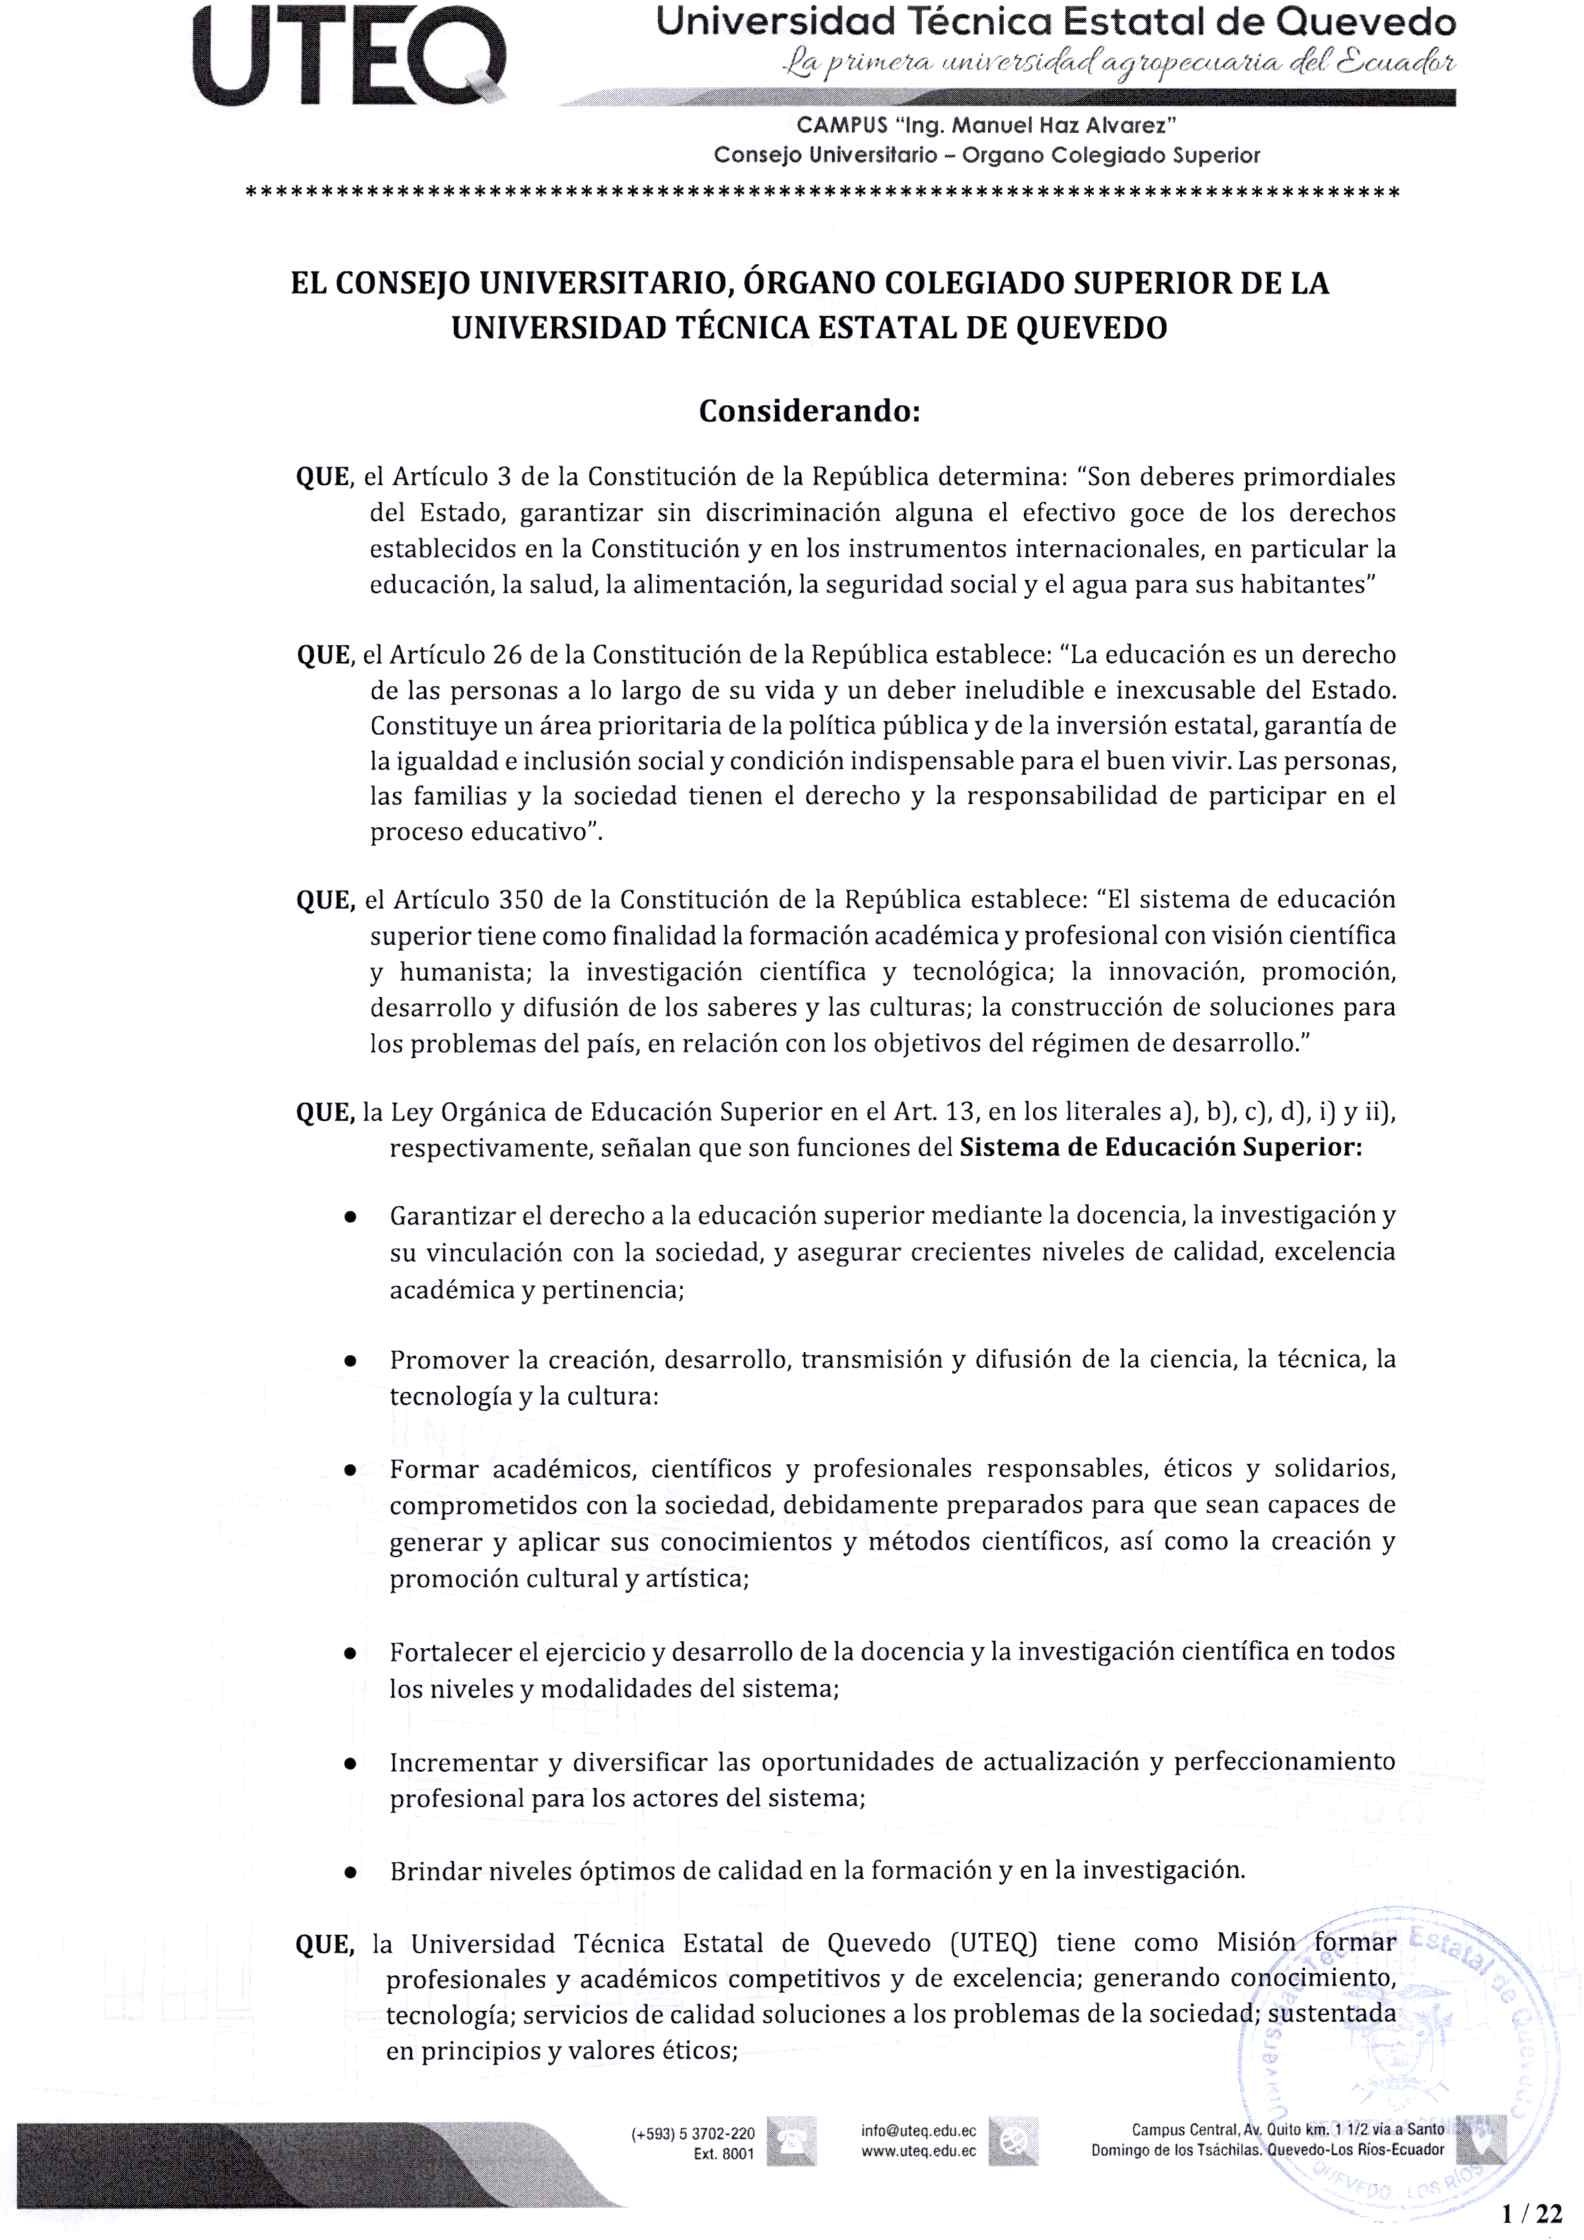 UTEQ
Universidad Técnica Estatal de Quevedo
La primera universidad agropecuaria del Ecuador
CAMPUS “Ing. Manuel Haz Alvarez”
Consejo Universitario – Organo Colegiado Superior
*******************************************************************************
EL CONSEJO UNIVERSITARIO, ÓRGANO COLEGIADO SUPERIOR DE LA
UNIVERSIDAD TÉCNICA ESTATAL DE QUEVEDO
Considerando:
QUE, el Artículo 3 de la Constitución de la República determina: “Son deberes primordiales
del Estado, garantizar sin discriminación alguna el efectivo goce de los derechos
establecidos en la Constitución y en los instrumentos internacionales, en particular la
educación, la salud, la alimentación, la seguridad social y el agua para sus habitantes”
QUE, el Artículo 26 de la Constitución de la República establece: “La educación es un derecho
de las personas a lo largo de su vida y un deber ineludible e inexcusable del Estado.
Constituye un área prioritaria de la política pública y de la inversión estatal, garantía de
la igualdad e inclusión social y condición indispensable para el buen vivir. Las personas,
las familias y la sociedad tienen el derecho y la responsabilidad de participar en el
proceso educativo”.
QUE, el Artículo 350 de la Constitución de la República establece: “El sistema de educación
superior tiene como finalidad la formación académica y profesional con visión científica
y humanista; la investigación científica y tecnológica; la innovación, promoción,
desarrollo y difusión de los saberes y las culturas; la construcción de soluciones para
los problemas del país, en relación con los objetivos del régimen de desarrollo.”
QUE, la Ley Orgánica de Educación Superior en el Art. 13, en los literales a), b), c), d), i) y ii),
respectivamente, señalan que son funciones del Sistema de Educación Superior:
● Garantizar el derecho a la educación superior mediante la docencia, la investigación y
su vinculación con la sociedad, y asegurar crecientes niveles de calidad, excelencia
académica y pertinencia;
● Promover la creación, desarrollo, transmisión y difusión de la ciencia, la técnica, la
tecnología y la cultura:
● Formar académicos, científicos y profesionales responsables, éticos y solidarios,
comprometidos con la sociedad, debidamente preparados para que sean capaces de
generar y aplicar sus conocimientos y métodos científicos, así como la creación y
promoción cultural y artística;
● Fortalecer el ejercicio y desarrollo de la docencia y la investigación científica en todos
los niveles y modalidades del sistema;
● Incrementar y diversificar las oportunidades de actualización y perfeccionamiento
profesional para los actores del sistema;
● Brindar niveles óptimos de calidad en la formación y en la investigación.
QUE, la Universidad Técnica Estatal de Quevedo (UTEQ) tiene como Misión formar
profesionales y académicos competitivos y de excelencia; generando conocimiento,
tecnología; servicios de calidad soluciones a los problemas de la sociedad; sustentada
en principios y valores éticos;
Universidad Técnica Estatal de Quevedo
QUEVEDO LOS RÍOS
(+593) 5 3702-220
Ext. 8001
info@uteq.edu.ec
www.uteq.edu.ec
Campus Central, Av. Quito km. 1 1/2 vía a Santo
Domingo de los Tsáchilas. Quevedo-Los Ríos-Ecuador
1 / 22